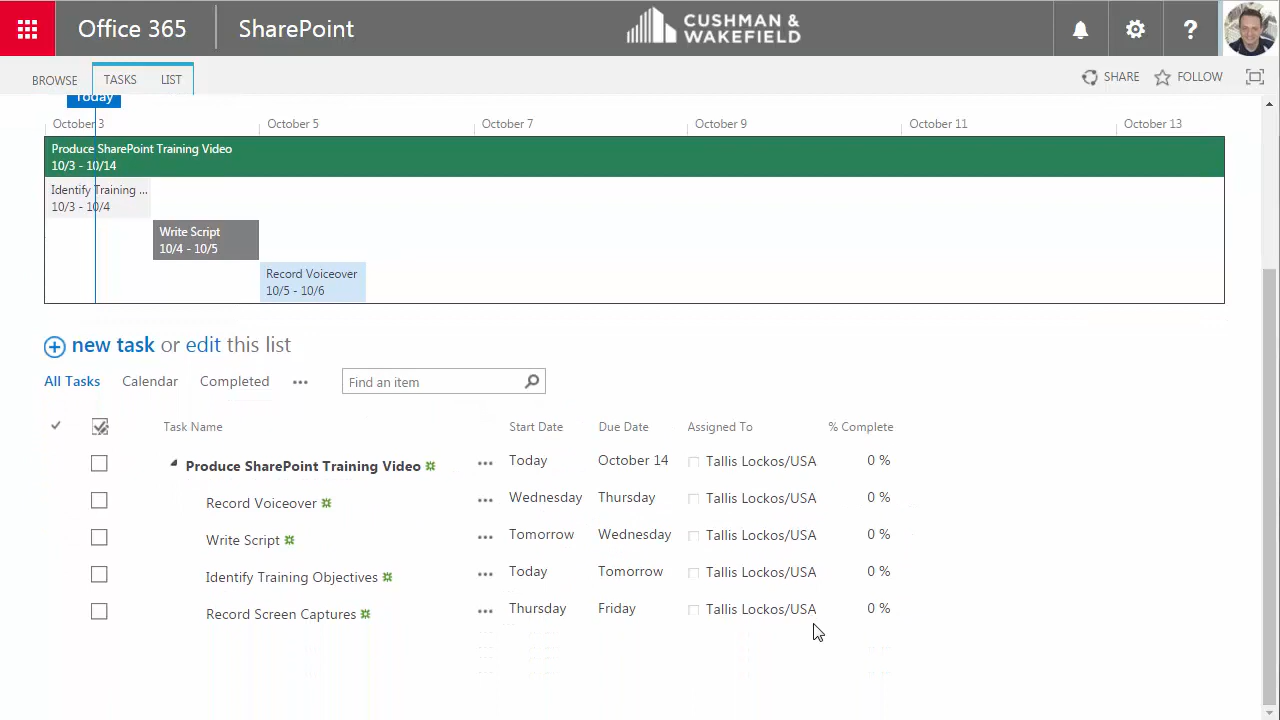 Office 365
SharePoint
CUSHMAN &
WAKEFIELD
?
BROWSE
TASKS
LIST
SHARE
FOLLOW
Today
October 3
October 5
October 7
October 9
October 11
October 13
Produce SharePoint Training Video
10/3 - 10/14
Identify Training ...
10/3 - 10/4
Write Script
10/4 - 10/5
Record Voiceover
10/5 - 10/6
new task or edit this list
All Tasks Calendar Completed ...
Find an item
Task Name Start Date Due Date Assigned To % Complete
Produce SharePoint Training Video ... Today October 14 Tallis Lockos/USA 0 %
Record Voiceover ... Wednesday Thursday Tallis Lockos/USA 0 %
Write Script ... Tomorrow Wednesday Tallis Lockos/USA 0 %
Identify Training Objectives ... Today Tomorrow Tallis Lockos/USA 0 %
Record Screen Captures ... Thursday Friday Tallis Lockos/USA 0 %